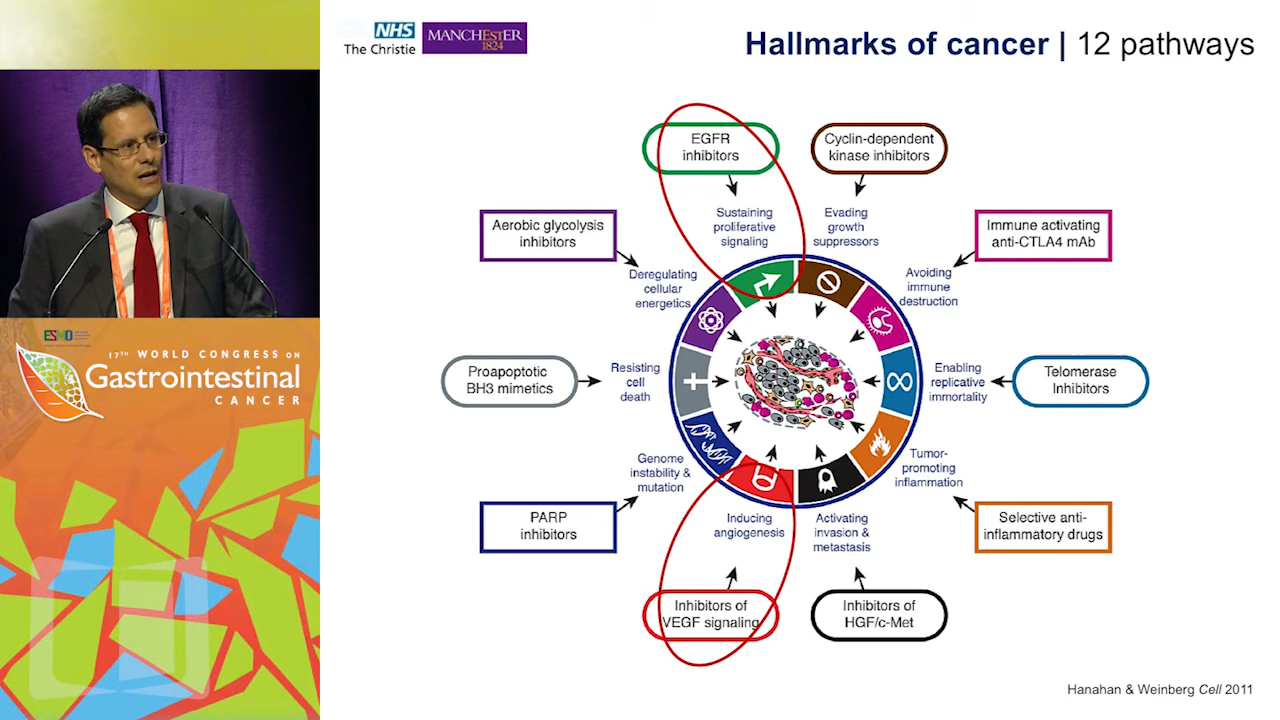 NHS
The Christie
MANCHESTER
1824
Hallmarks of cancer | 12 pathways
EGFR
inhibitors
Cyclin-dependent
kinase inhibitors
Sustaining
proliferative
signaling
Evading
growth
suppressors
Aerobic glycolysis
inhibitors
Immune activating
anti-CTLA4 mAb
Deregulating
cellular
energetics
Avoiding
immune
destruction
Proapoptotic
BH3 mimetics
Resisting
cell
death
Enabling
replicative
immortality
Telomerase
Inhibitors
Genome
instability &
mutation
Tumor-
promoting
inflammation
PARP
inhibitors
Inducing
angiogenesis
Activating
invasion &
metastasis
Selective anti-
inflammatory drugs
Inhibitors of
VEGF signaling
Inhibitors of
HGF/c-Met
Hanahan & Weinberg Cell 2011
ESMO
17TH WORLD CONGRESS ON
Gastrointestinal
CANCER